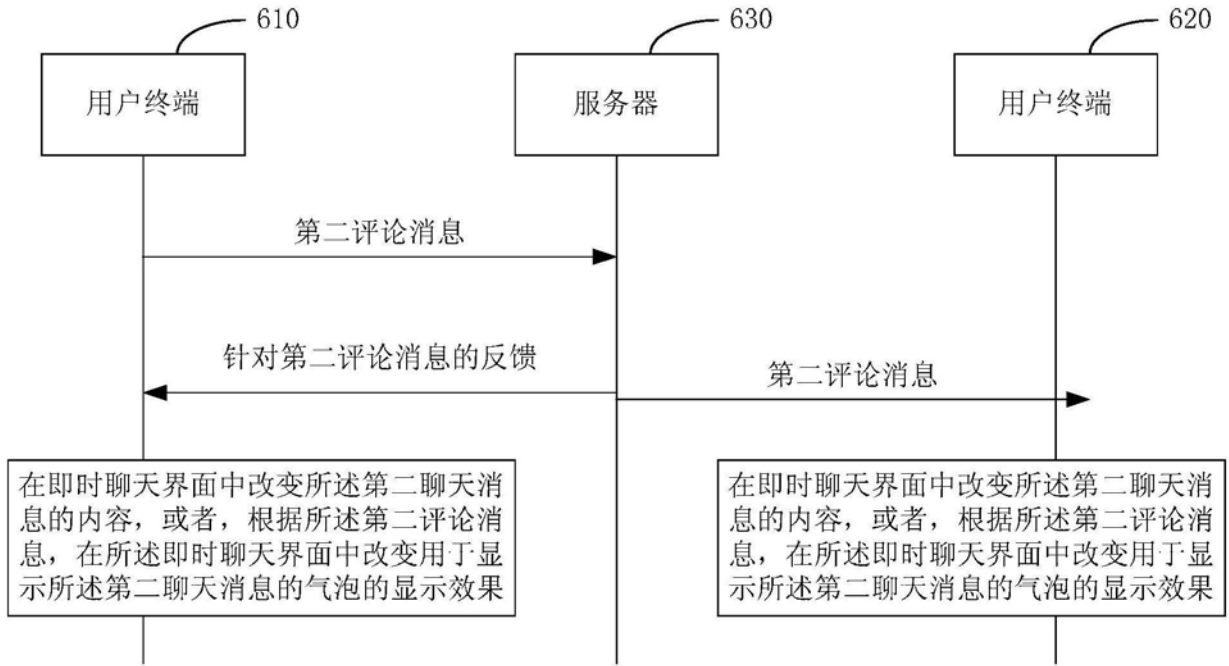 610
630
620
用户终端
服务器
用户终端
第二评论消息
针对第二评论消息的反馈
第二评论消息
在即时聊天界面中改变所述第二聊天消
息的内容，或者，根据所述第二评论消
息，在所述即时聊天界面中改变用于显
示所述第二聊天消息的气泡的显示效果
在即时聊天界面中改变所述第二聊天消
息的内容，或者，根据所述第二评论消
息，在所述即时聊天界面中改变用于显
示所述第二聊天消息的气泡的显示效果